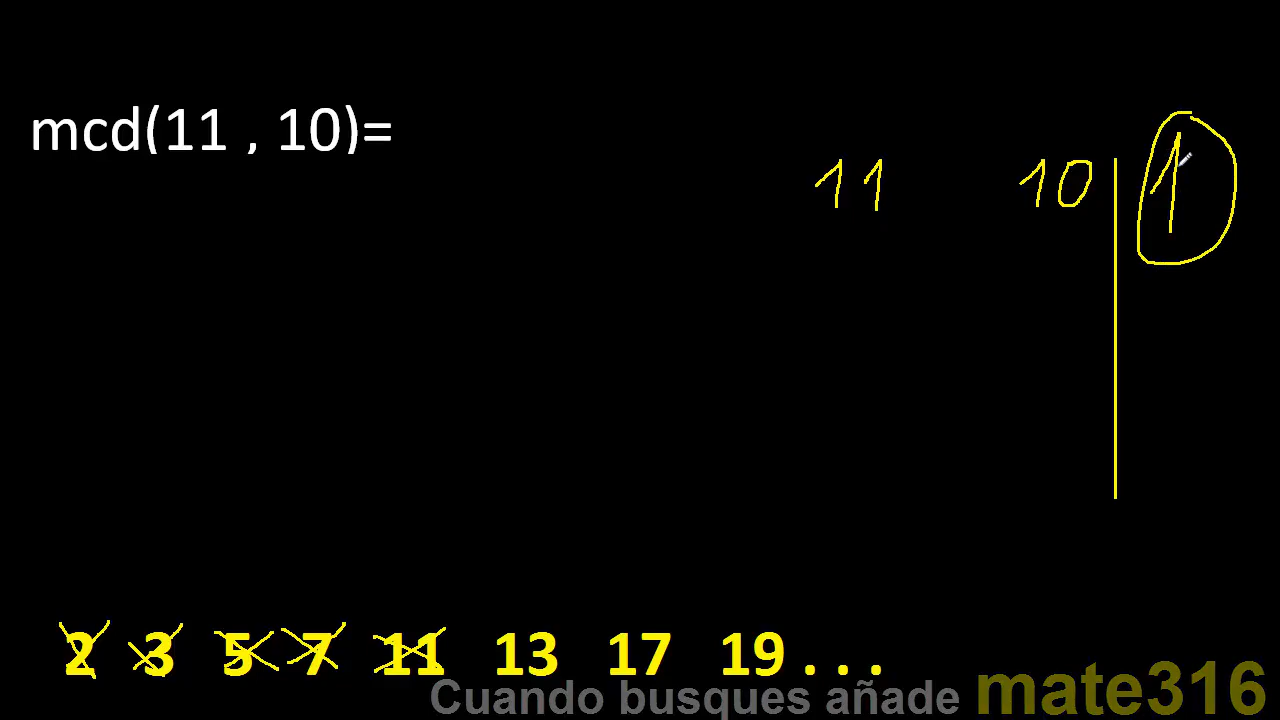 mcd(11 , 10)=
11 10 1
2 3 5 7 11 13 17 19 . . .
Cuando busques añade mate316